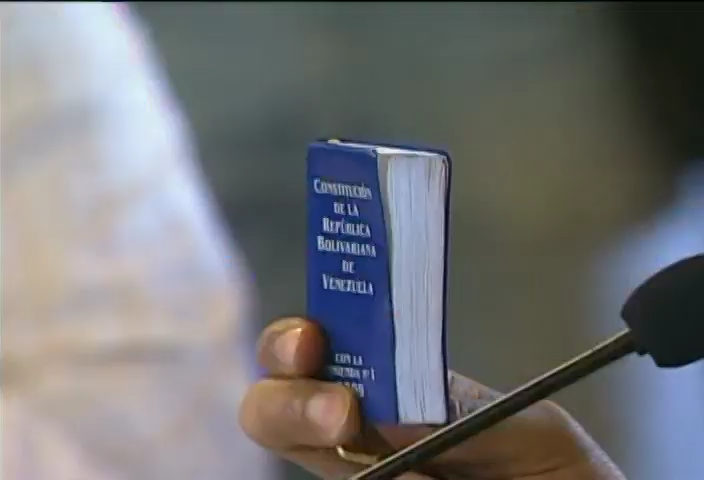 CONSTITUCIÓN
DE LA
REPÚBLICA
BOLIVARIANA
DE
VENEZUELA
CON LA
Nº 1